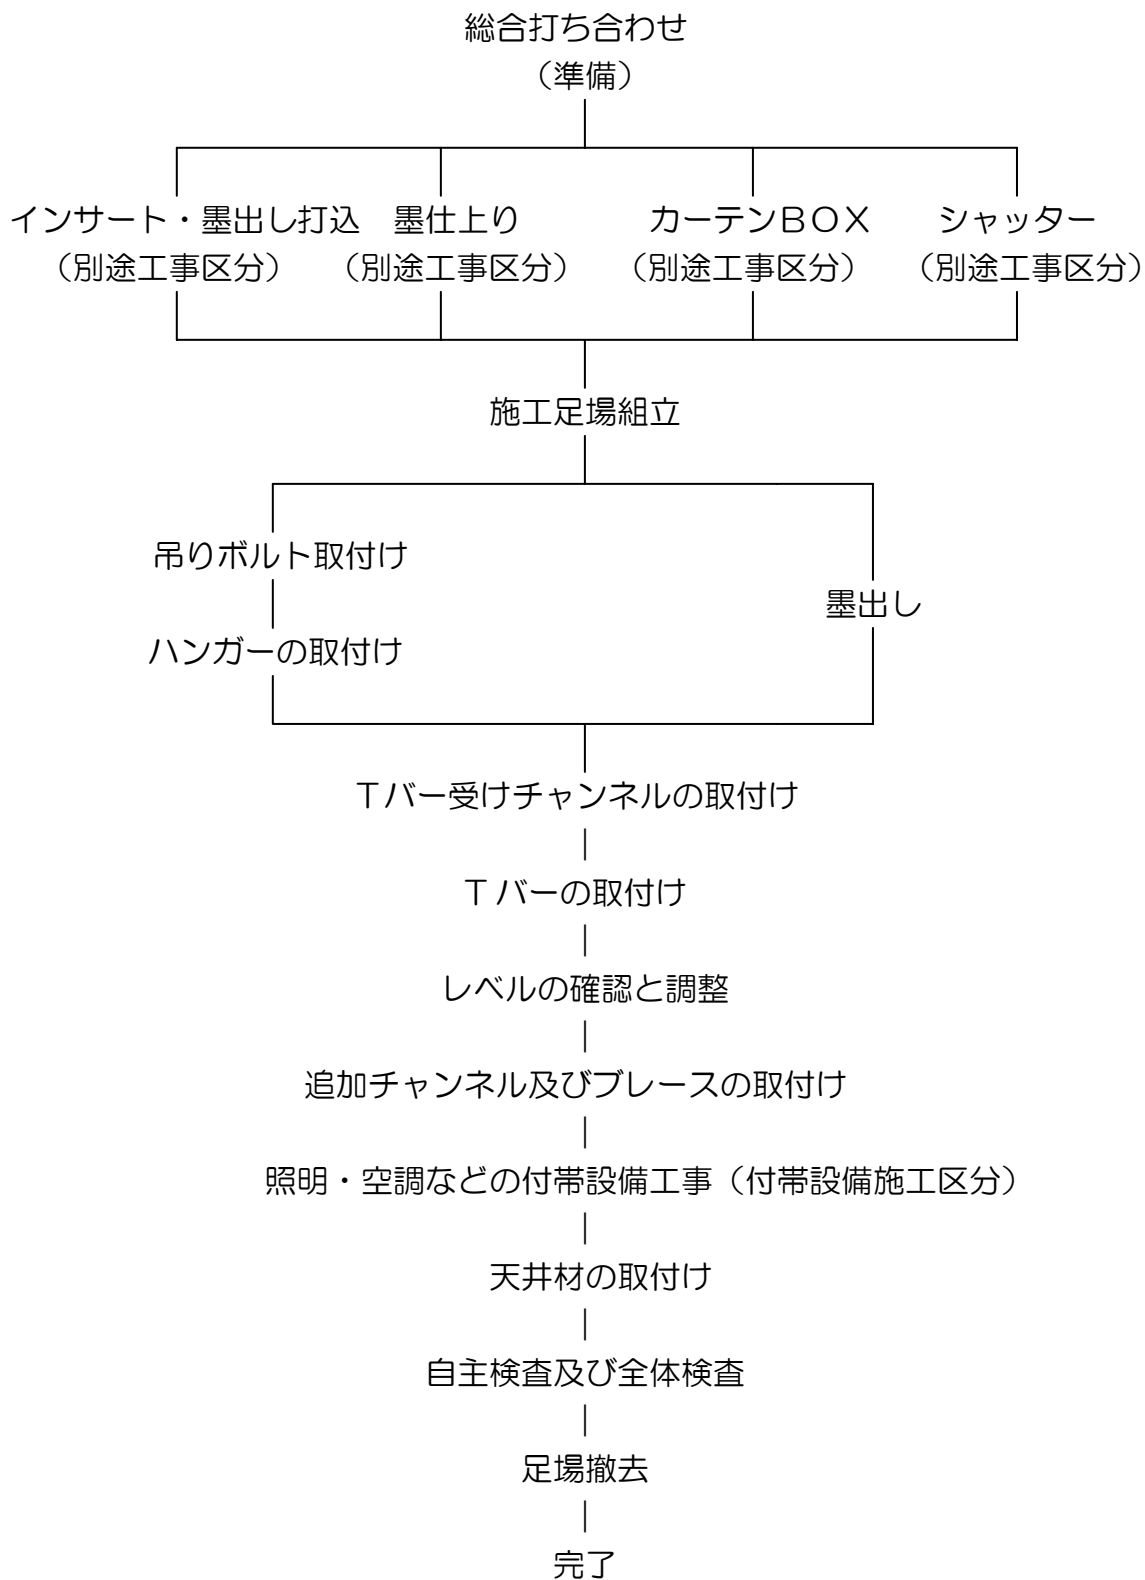 総合打ち合わせ
（準備）
インサート・墨出し打込　墨仕上り　カーテンＢＯＸ　シャッター
（別途工事区分）　（別途工事区分）　（別途工事区分）　（別途工事区分）
施工足場組立
吊りボルト取付け
墨出し
ハンガーの取付け
Ｔバー受けチャンネルの取付け
Ｔバーの取付け
レベルの確認と調整
追加チャンネル及びブレースの取付け
照明・空調などの付帯設備工事（付帯設備施工区分）
天井材の取付け
自主検査及び全体検査
足場撤去
完了